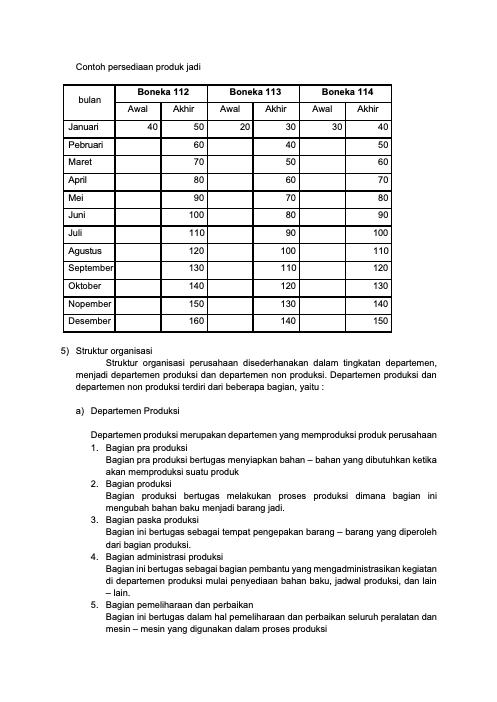 Contoh persediaan produk jadi
bulan Boneka 112 Boneka 113 Boneka 114
Awal Akhir Awal Akhir Awal Akhir
Januari 40 50 20 30 30 40
Pebruari 60 40 50
Maret 70 50 60
April 80 60 70
Mei 90 70 80
Juni 100 80 90
Juli 110 90 100
Agustus 120 100 110
September 130 110 120
Oktober 140 120 130
Nopember 150 130 140
Desember 160 140 150
5) Struktur organisasi
Struktur organisasi perusahaan disederhanakan dalam tingkatan departemen,
menjadi departemen produksi dan departemen non produksi. Departemen produksi dan
departemen non produksi terdiri dari beberapa bagian, yaitu :
a) Departemen Produksi
Departemen produksi merupakan departemen yang memproduksi produk perusahaan
1. Bagian pra produksi
Bagian pra produksi bertugas menyiapkan bahan – bahan yang dibutuhkan ketika
akan memproduksi suatu produk
2. Bagian produksi
Bagian produksi bertugas melakukan proses produksi dimana bagian ini
mengubah bahan baku menjadi barang jadi.
3. Bagian paska produksi
Bagian ini bertugas sebagai tempat pengepakan barang – barang yang diperoleh
dari bagian produksi.
4. Bagian administrasi produksi
Bagian ini bertugas sebagai bagian pembantu yang mengadministrasikan kegiatan
di departemen produksi mulai penyediaan bahan baku, jadwal produksi, dan lain
– lain.
5. Bagian pemeliharaan dan perbaikan
Bagian ini bertugas dalam hal pemeliharaan dan perbaikan seluruh peralatan dan
mesin – mesin yang digunakan dalam proses produksi